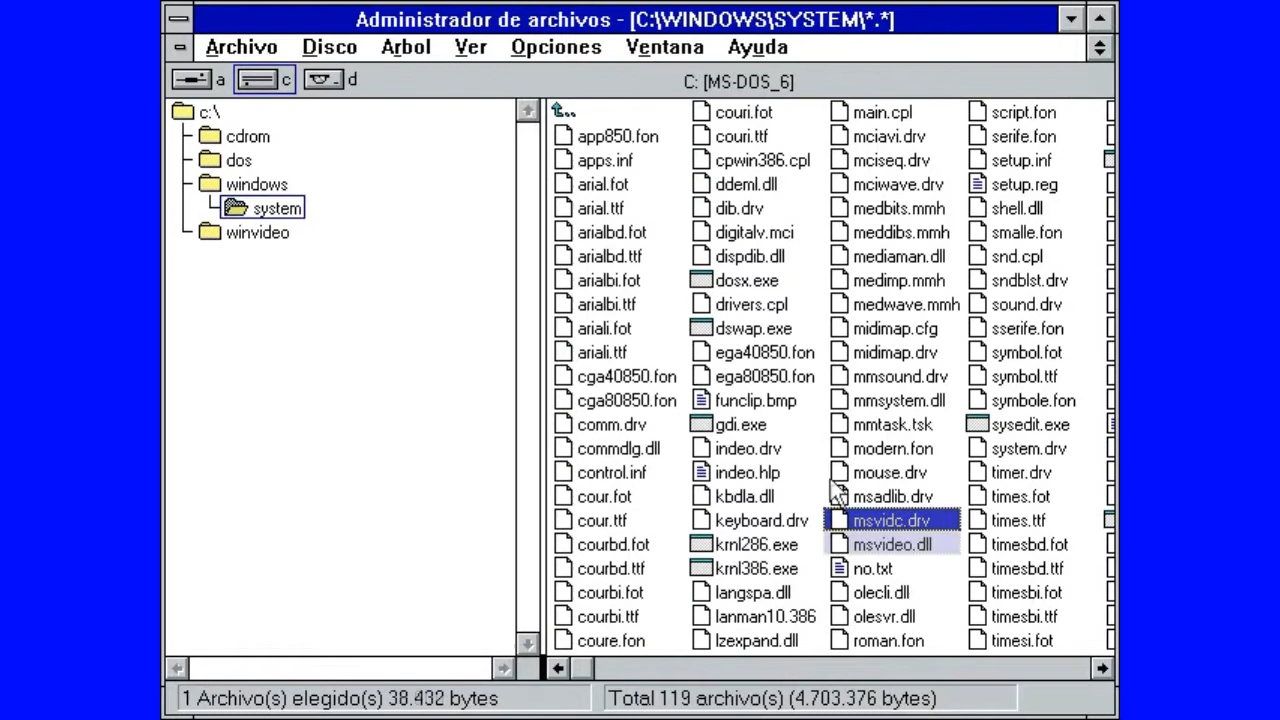 Administrador de archivos - [C:\WINDOWS\SYSTEM\*.*]
Archivo Disco Arbol Ver Opciones Ventana Ayuda
a c d C: [MS-DOS_6]
c:\
cdrom
dos
windows
system
winvideo
..
app850.fon
apps.inf
arial.fot
arial.ttf
arialbd.fot
arialbd.ttf
arialbi.fot
arialbi.ttf
ariali.fot
ariali.ttf
cga40850.fon
cga80850.fon
comm.drv
commdlg.dll
control.inf
cour.fot
cour.ttf
courbd.fot
courbd.ttf
courbi.fot
courbi.ttf
coure.fon
couri.fot
couri.ttf
cpwin386.cpl
ddeml.dll
dib.drv
digitalv.mci
dispdib.dll
dosx.exe
drivers.cpl
dswap.exe
ega40850.fon
ega80850.fon
funclip.bmp
gdi.exe
indeo.drv
indeo.hlp
kbdla.dll
keyboard.drv
krnl286.exe
krnl386.exe
langspa.dll
lanman10.386
lzexpand.dll
main.cpl
mciavi.drv
mciseq.drv
mciwave.drv
medbits.mmh
meddibs.mmh
mediaman.dll
medimp.mmh
medwave.mmh
midimap.cfg
midimap.drv
mmsound.drv
mmsystem.dll
mmtask.tsk
modern.fon
mouse.drv
msadlib.drv
msvidc.drv
msvideo.dll
no.txt
olecli.dll
olesvr.dll
roman.fon
script.fon
serife.fon
setup.inf
setup.reg
shell.dll
smalle.fon
snd.cpl
sndblst.drv
sound.drv
sserife.fon
symbol.fot
symbol.ttf
symbole.fon
sysedit.exe
system.drv
timer.drv
times.fot
times.ttf
timesbd.fot
timesbd.ttf
timesbi.fot
timesbi.ttf
timesi.fot
1 Archivo(s) elegido(s) 38.432 bytes
Total 119 archivo(s) (4.703.376 bytes)